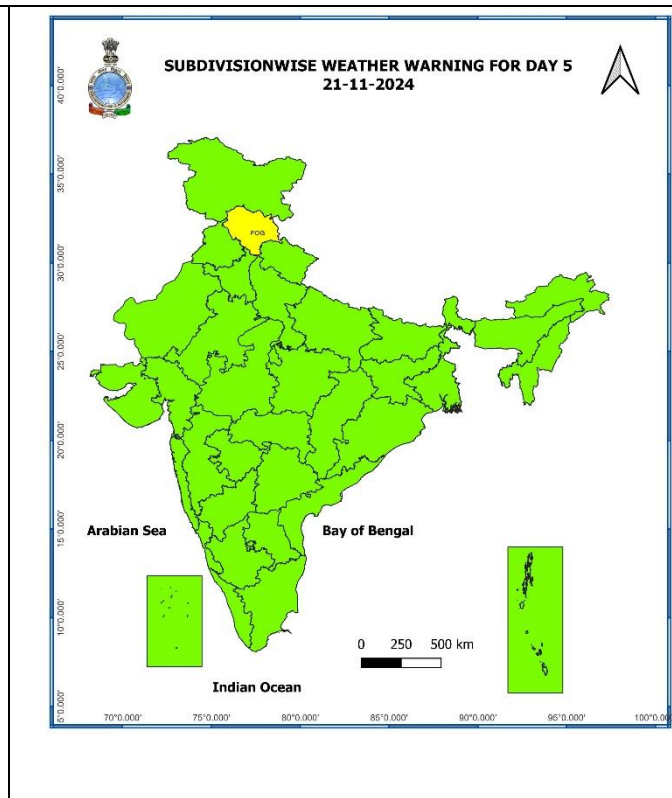 SUBDIVISIONWISE WEATHER WARNING FOR DAY 5
21-11-2024
40°0.000'
35°0.000'
30°0.000'
25°0.000'
20°0.000'
15°0.000'
10°0.000'
5°0.000'
FOG
Arabian Sea
Bay of Bengal
0 250 500 km
Indian Ocean
70°0.000' 75°0.000' 80°0.000' 85°0.000' 90°0.000' 95°0.000' 100°0.00